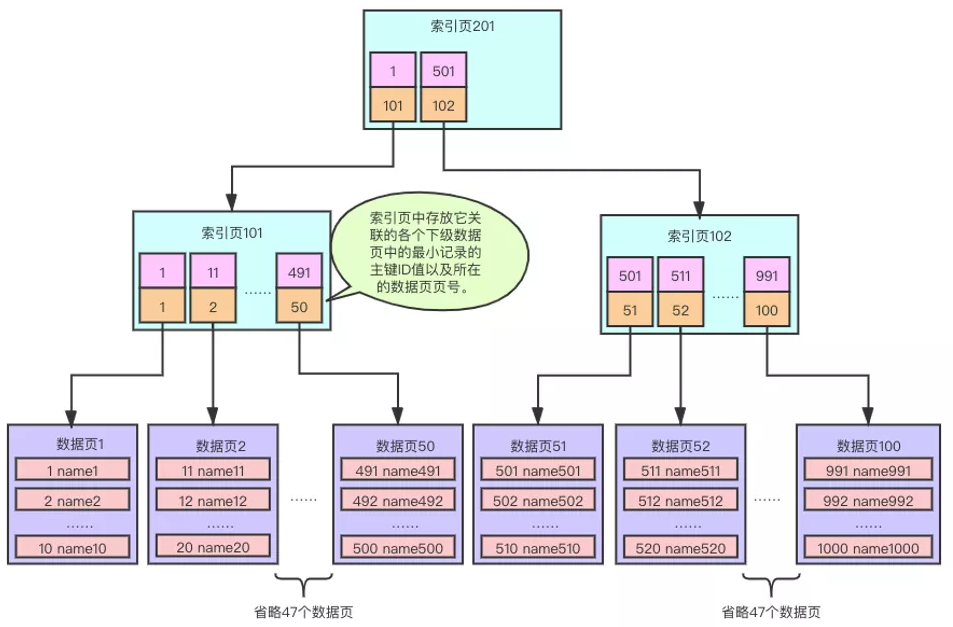 索引页201
1
501
101
102
索引页101
1
11
491
......
1
2
50
索引页中存放它关
联的各个下级数据
页中的最小记录的
主键ID值以及所在
的数据页页号。
索引页102
501
511
991
......
51
52
100
数据页1
1 name1
2 name2
......
10 name10
数据页2
11 name11
12 name12
......
20 name20
......
数据页50
491 name491
492 name492
......
500 name500
数据页51
501 name501
502 name502
......
510 name510
数据页52
511 name511
512 name512
......
520 name520
......
数据页100
991 name991
992 name992
......
1000 name1000
省略47个数据页
省略47个数据页